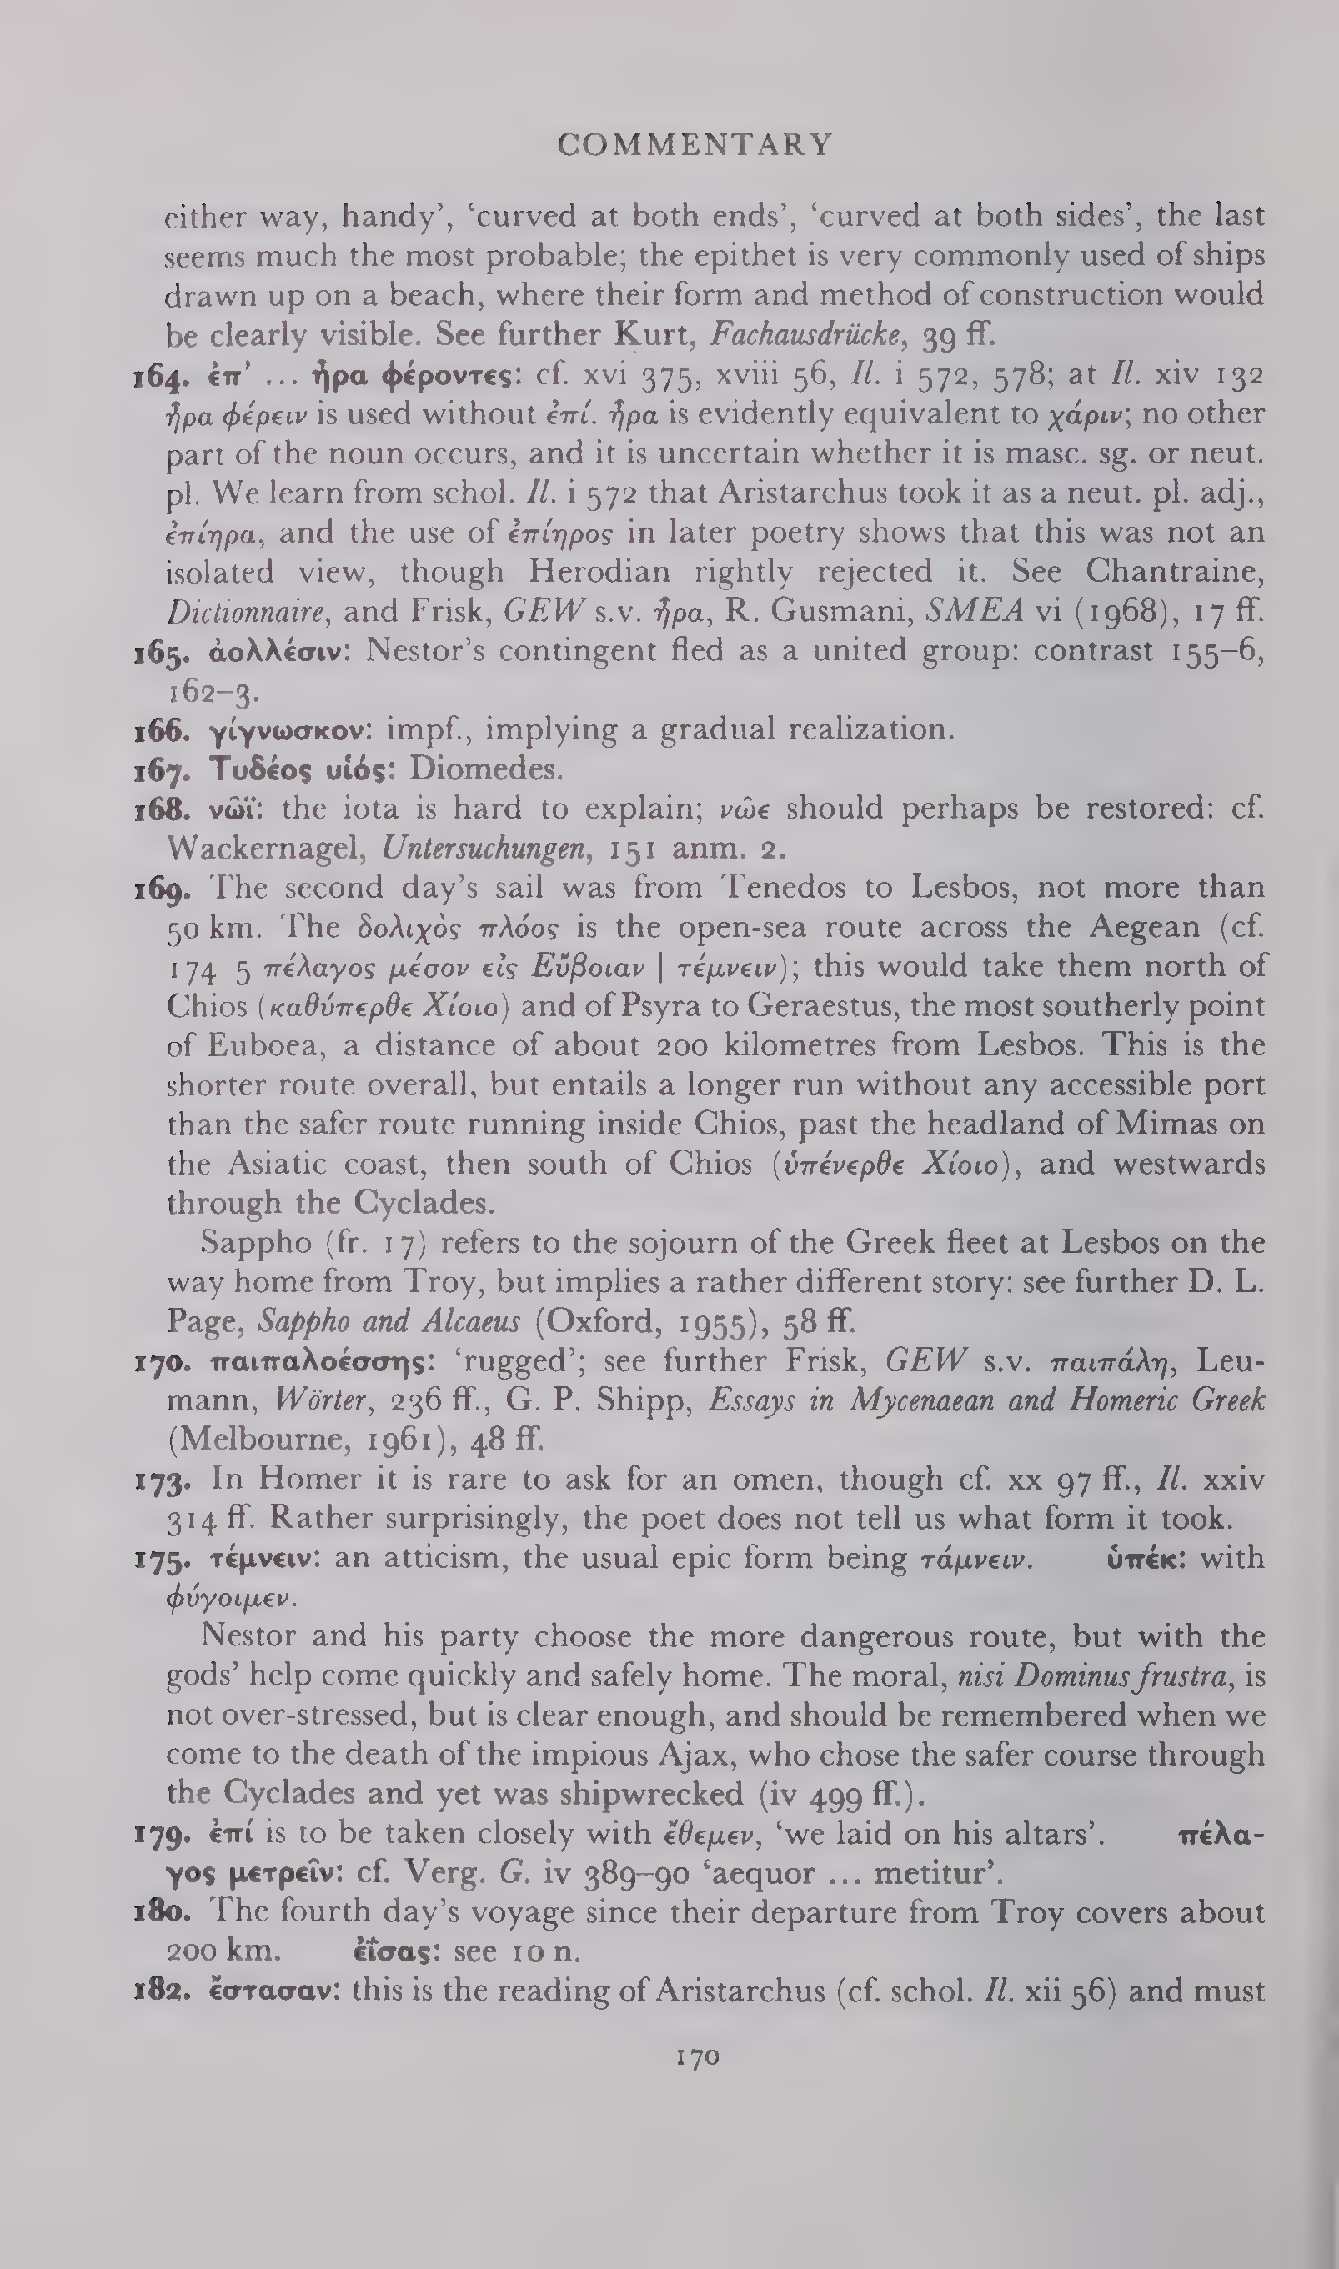 COMMENTARY
either way, handy’, ‘curved at both ends’, ‘curved at both sides’, the last
seems much the most probable; the epithet is very commonly used of ships
drawn up on a beach, where their form and method of construction would
be clearly visible. See further Kurt, Fachausdrücke, 39 ff.
164. ἐπ’ ... ἦρα φέροντες: cf. xvi 375, xviii 56, Il. i 572, 578; at Il. xiv 132
ἦρα φέρειν is used without ἐπί. ἦρα is evidently equivalent to χάριν; no other
part of the noun occurs, and it is uncertain whether it is masc. sg. or neut.
pl. We learn from schol. Il. i 572 that Aristarchus took it as a neut. pl. adj.,
ἐπίηρα, and the use of ἐπίηρος in later poetry shows that this was not an
isolated view, though Herodian rightly rejected it. See Chantraine,
Dictionnaire, and Frisk, GEW s.v. ἦρα, R. Gusmani, SMEA vi (1968), 17 ff.
165. ἀολλέσιν: Nestor’s contingent fled as a united group: contrast 155–6,
162–3.
166. γίγνωσκον: impf., implying a gradual realization.
167. Τυδέος υἱός: Diomedes.
168. νῶϊ: the iota is hard to explain; νῶε should perhaps be restored: cf.
Wackernagel, Untersuchungen, 151 anm. 2.
169. The second day’s sail was from Tenedos to Lesbos, not more than
50 km. The δολιχὸς πλόος is the open-sea route across the Aegean (cf.
174 5 πέλαγος μέσον εἰς Εὔβοιαν | τέμνειν); this would take them north of
Chios (καθύπερθε Χίοιο) and of Psyra to Geraestus, the most southerly point
of Euboea, a distance of about 200 kilometres from Lesbos. This is the
shorter route overall, but entails a longer run without any accessible port
than the safer route running inside Chios, past the headland of Mimas on
the Asiatic coast, then south of Chios (ὑπένερθε Χίοιο), and westwards
through the Cyclades.
Sappho (fr. 17) refers to the sojourn of the Greek fleet at Lesbos on the
way home from Troy, but implies a rather different story: see further D. L.
Page, Sappho and Alcaeus (Oxford, 1955), 58 ff.
170. παιπαλοέσσης: ‘rugged’; see further Frisk, GEW s.v. παιπάλη, Leu-
mann, Wörter, 236 ff., G. P. Shipp, Essays in Mycenaean and Homeric Greek
(Melbourne, 1961), 48 ff.
173. In Homer it is rare to ask for an omen, though cf. xx 97 ff., Il. xxiv
314 ff. Rather surprisingly, the poet does not tell us what form it took.
175. τέμνειν: an atticism, the usual epic form being τάμνειν. ὑπέκ: with
φύγοιμεν.
Nestor and his party choose the more dangerous route, but with the
gods’ help come quickly and safely home. The moral, nisi Dominus frustra, is
not over-stressed, but is clear enough, and should be remembered when we
come to the death of the impious Ajax, who chose the safer course through
the Cyclades and yet was shipwrecked (iv 499 ff.).
179. ἐπί is to be taken closely with ἔθεμεν, ‘we laid on his altars’. πέλα-
γος μετρεῖν: cf. Verg. G. iv 389–90 ‘aequor ... metitur’.
180. The fourth day’s voyage since their departure from Troy covers about
200 km. ἐΐσας: see 10 n.
182. ἔστασαν: this is the reading of Aristarchus (cf. schol. Il. xii 56) and must
170